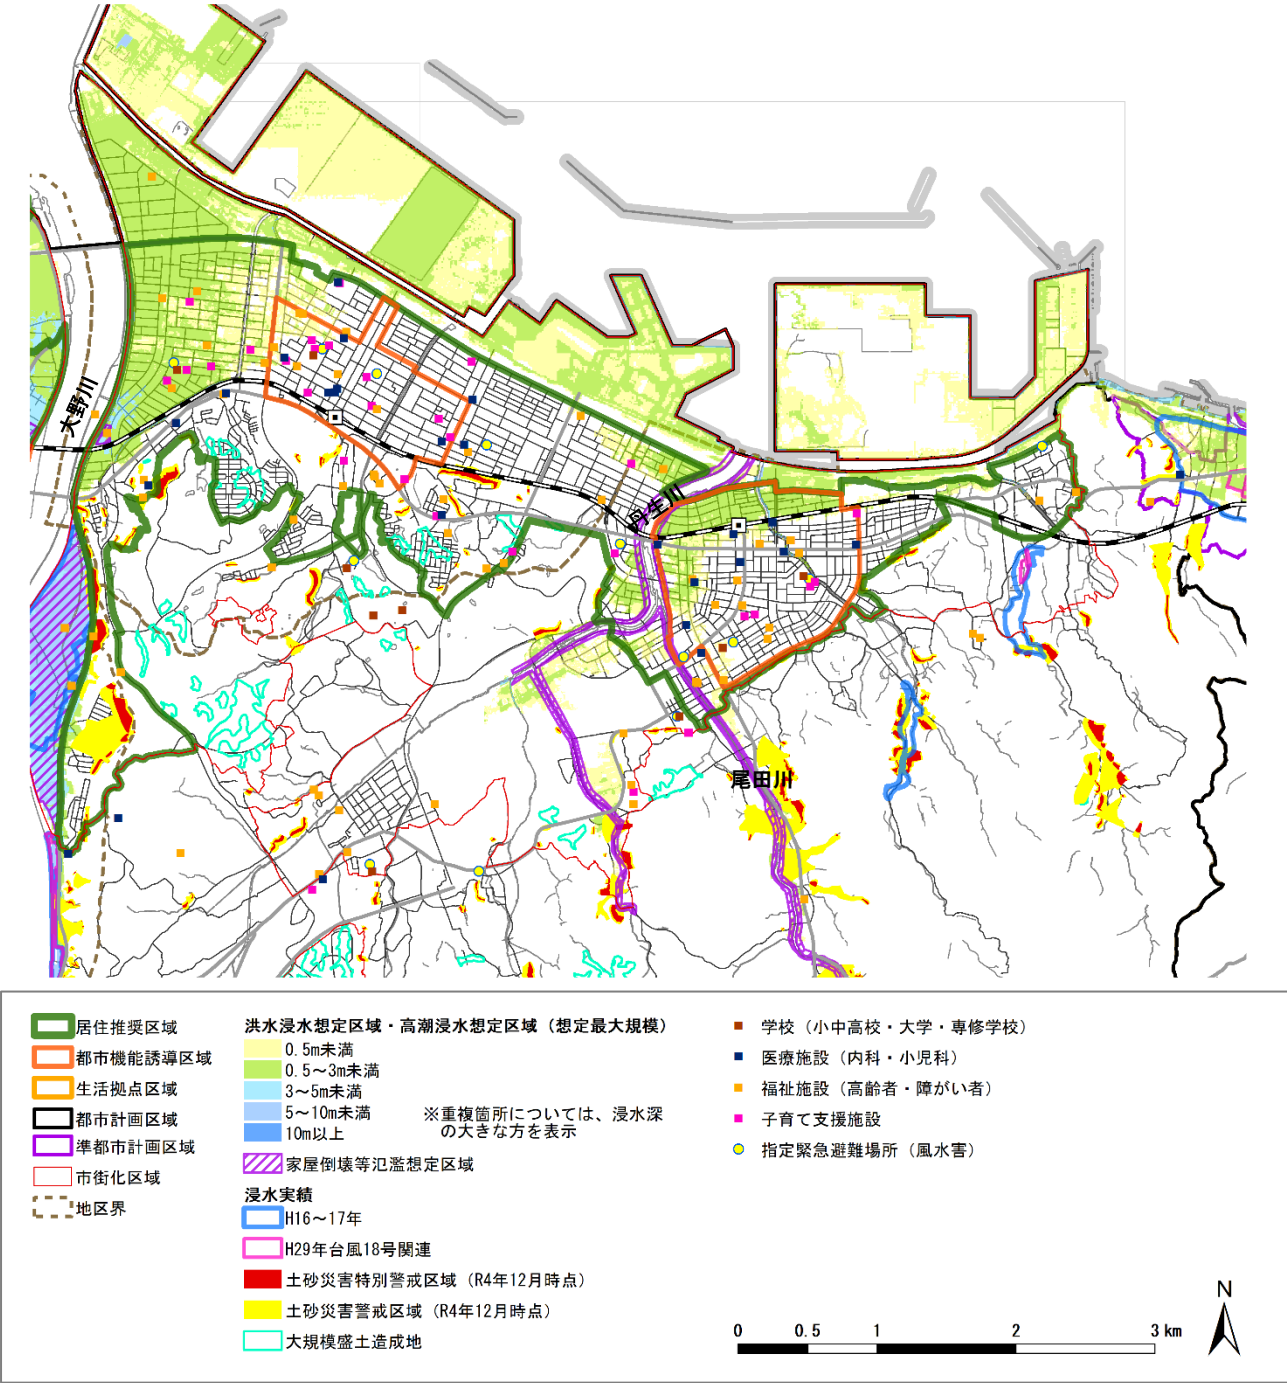 大野川
丹生川
尾田川
居住推奨区域
都市機能誘導区域
生活拠点区域
都市計画区域
準都市計画区域
市街化区域
地区界
洪水浸水想定区域・高潮浸水想定区域（想定最大規模）
0.5m未満
0.5～3m未満
3～5m未満
5～10m未満
10m以上
※重複箇所については、浸水深
の大きな方を表示
家屋倒壊等氾濫想定区域
浸水実績
H16～17年
H29年台風18号関連
土砂災害特別警戒区域（R4年12月時点）
土砂災害警戒区域（R4年12月時点）
大規模盛土造成地
学校（小中高校・大学・専修学校）
医療施設（内科・小児科）
福祉施設（高齢者・障がい者）
子育て支援施設
指定緊急避難場所（風水害）
N
0 0.5 1 2 3 km